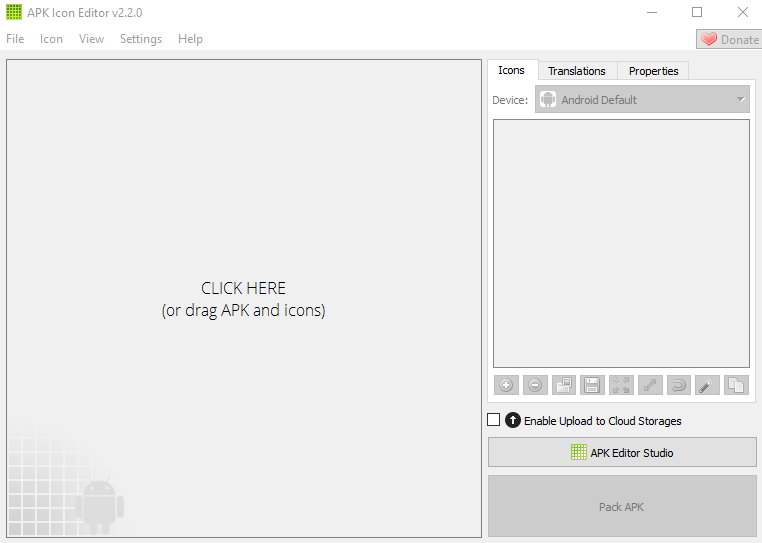 APK Icon Editor v2.2.0
File Icon View Settings Help
Donate
CLICK HERE
(or drag APK and icons)
Icons Translations Properties
Device: Android Default
Enable Upload to Cloud Storages
APK Editor Studio
Pack APK